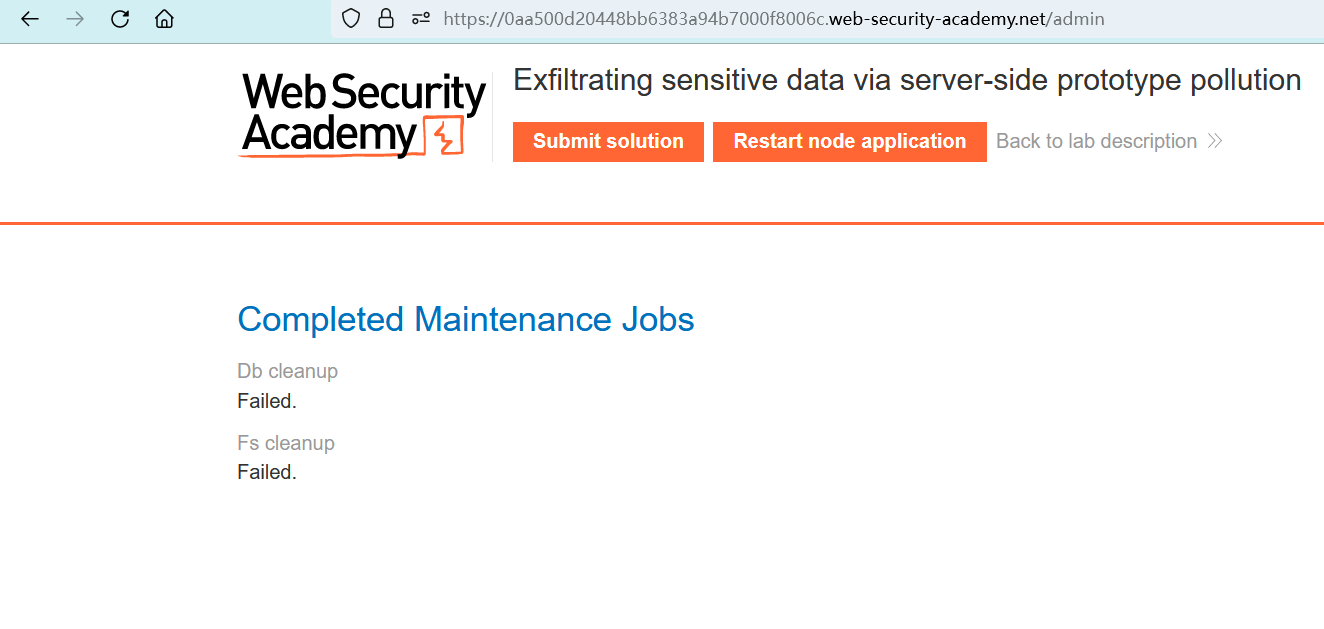 https://0aa500d20448bb6383a94b7000f8006c.web-security-academy.net/admin
Web Security
Academy
Exfiltrating sensitive data via server-side prototype pollution
Submit solution
Restart node application
Back to lab description
Completed Maintenance Jobs
Db cleanup
Failed.
Fs cleanup
Failed.